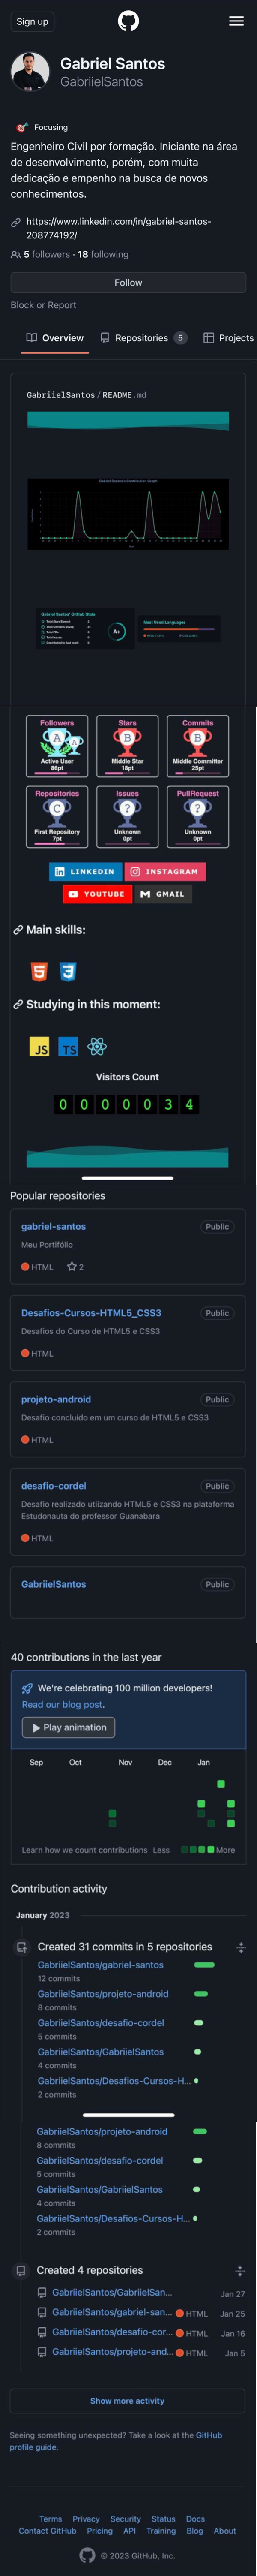 Sign up
Gabriel Santos
GabriielSantos
Focusing
Engenheiro Civil por formação. Iniciante na área
de desenvolvimento, porém, com muita
dedicação e empenho na busca de novos
conhecimentos.
https://www.linkedin.com/in/gabriel-santos-
208774192/
5 followers · 18 following
Follow
Block or Report
Overview Repositories 5 Projects
GabriielSantos / README.md
Gabriel Santos's Contribution Graph
Gabriel Santos' GitHub Stats
A+
Most Used Languages
Followers Stars Commits
A B B
Active User Middle Star Middle Committer
86pt 18pt 25pt
Repositories Issues PullRequest
C ? ?
First Repository Unknown Unknown
7pt 0pt 0pt
LINKEDIN INSTAGRAM
YOUTUBE GMAIL
Main skills:
Studying in this moment:
JS TS
Visitors Count
0 0 0 0 0 3 4
Popular repositories
gabriel-santos Public
Meu Portifólio
HTML 2
Desafios-Cursos-HTML5_CSS3 Public
Desafios do Curso de HTML5 e CSS3
HTML
projeto-android Public
Desafio concluído em um curso de HTML5 e CSS3
HTML
desafio-cordel Public
Desafio realizado utiizando HTML5 e CSS3 na plataforma
Estudonauta do professor Guanabara
HTML
GabriielSantos Public
40 contributions in the last year
We're celebrating 100 million developers!
Read our blog post.
Play animation
Sep Oct Nov Dec Jan
Learn how we count contributions Less More
Contribution activity
January 2023
Created 31 commits in 5 repositories
GabriielSantos/gabriel-santos
12 commits
GabriielSantos/projeto-android
8 commits
GabriielSantos/desafio-cordel
5 commits
GabriielSantos/GabriielSantos
4 commits
GabriielSantos/Desafios-Cursos-H...
2 commits
GabriielSantos/projeto-android
8 commits
GabriielSantos/desafio-cordel
5 commits
GabriielSantos/GabriielSantos
4 commits
GabriielSantos/Desafios-Cursos-H...
2 commits
Created 4 repositories
GabriielSantos/GabriielSan... Jan 27
GabriielSantos/gabriel-san... HTML Jan 25
GabriielSantos/desafio-cor... HTML Jan 16
GabriielSantos/projeto-and... HTML Jan 5
Show more activity
Seeing something unexpected? Take a look at the GitHub
profile guide.
Terms Privacy Security Status Docs
Contact GitHub Pricing API Training Blog About
© 2023 GitHub, Inc.